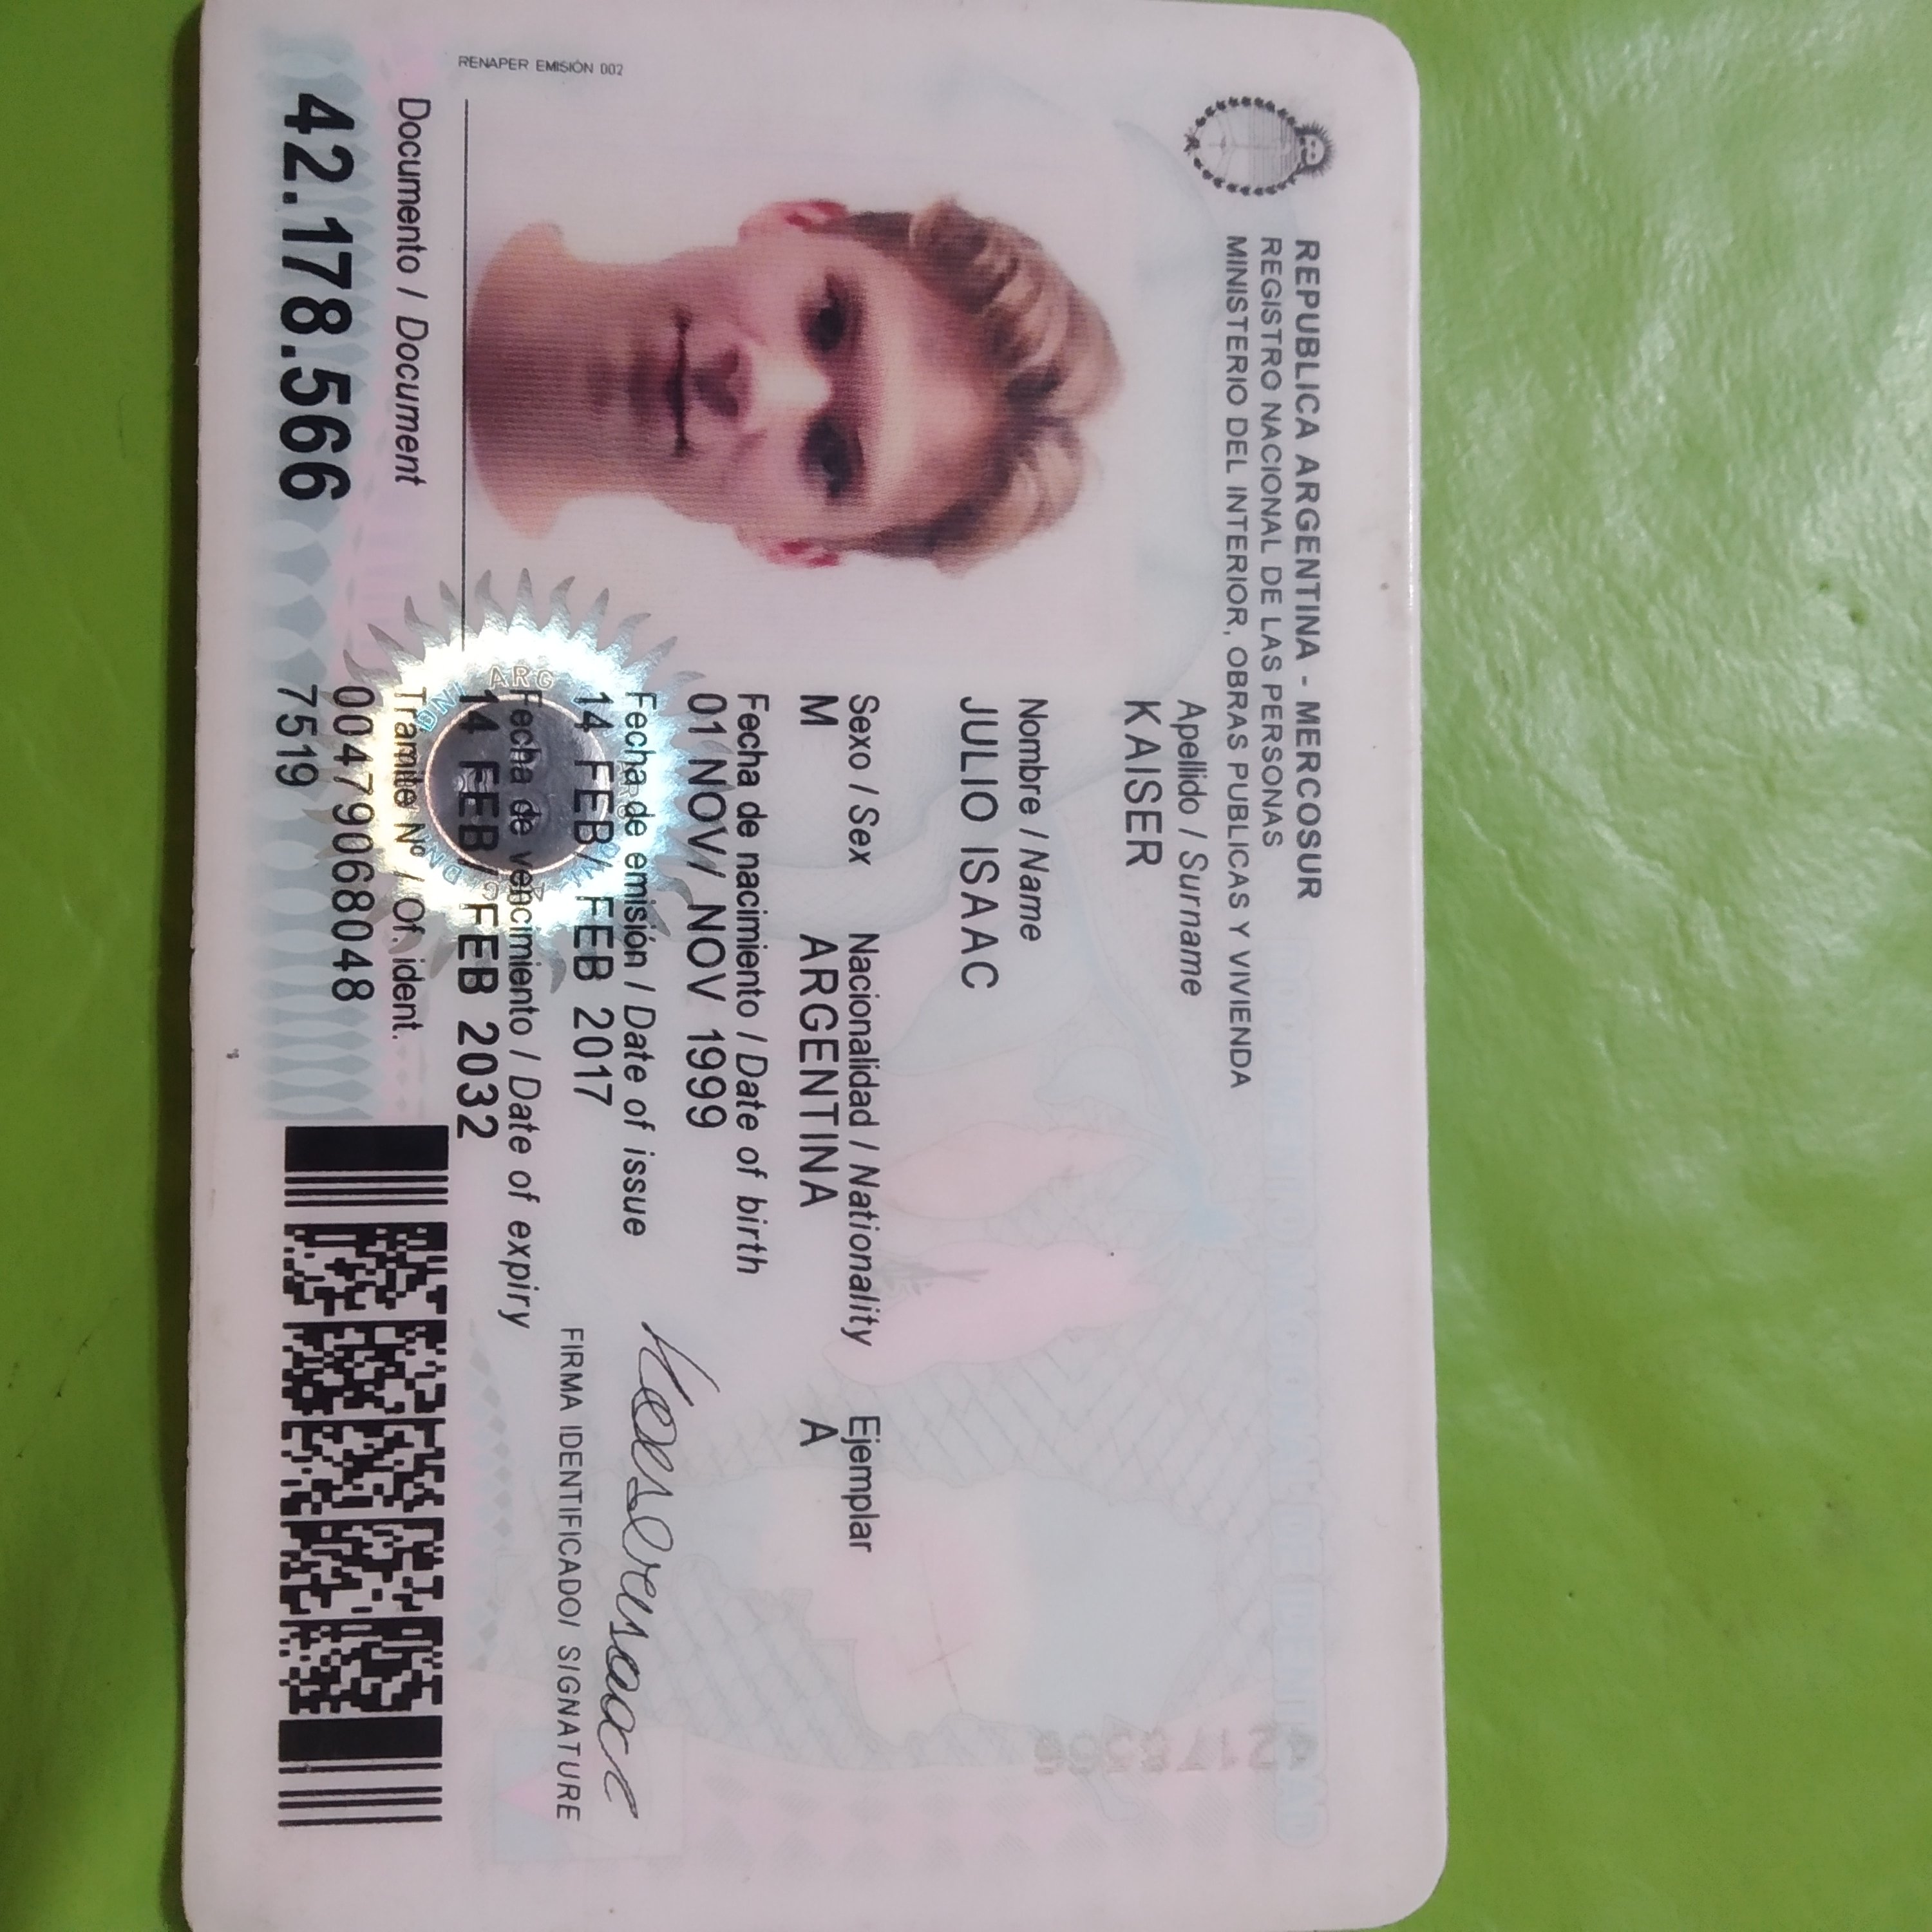 REPUBLICA ARGENTINA - MERCOSUR
REGISTRO NACIONAL DE LAS PERSONAS
MINISTERIO DEL INTERIOR, OBRAS PUBLICAS Y VIVIENDA
Apellido / Surname
KAISER
Nombre / Name
JULIO ISAAC
Sexo / Sex Nacionalidad / Nationality Ejemplar
M ARGENTINA A
Fecha de nacimiento / Date of birth
01 NOV/ NOV 1999
Fecha de emisión / Date of issue
14 FEB/ FEB 2017
Fecha de vencimiento / Date of expiry
14 FEB/ FEB 2032
FIRMA IDENTIFICADO/ SIGNATURE
Tramite Nº / Of. ident.
00479068048
7519
RENAPER EMISIÓN 002
Documento / Document
42.178.566
42178566